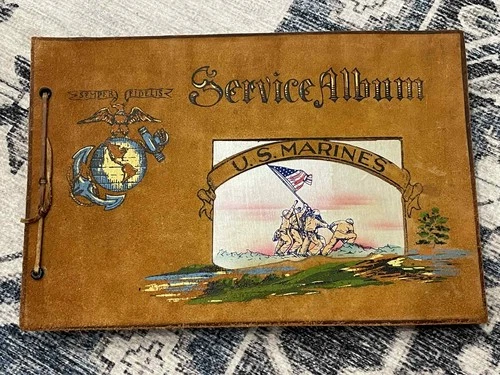 SEMPER FIDELIS
Service Album
U.S. MARINES